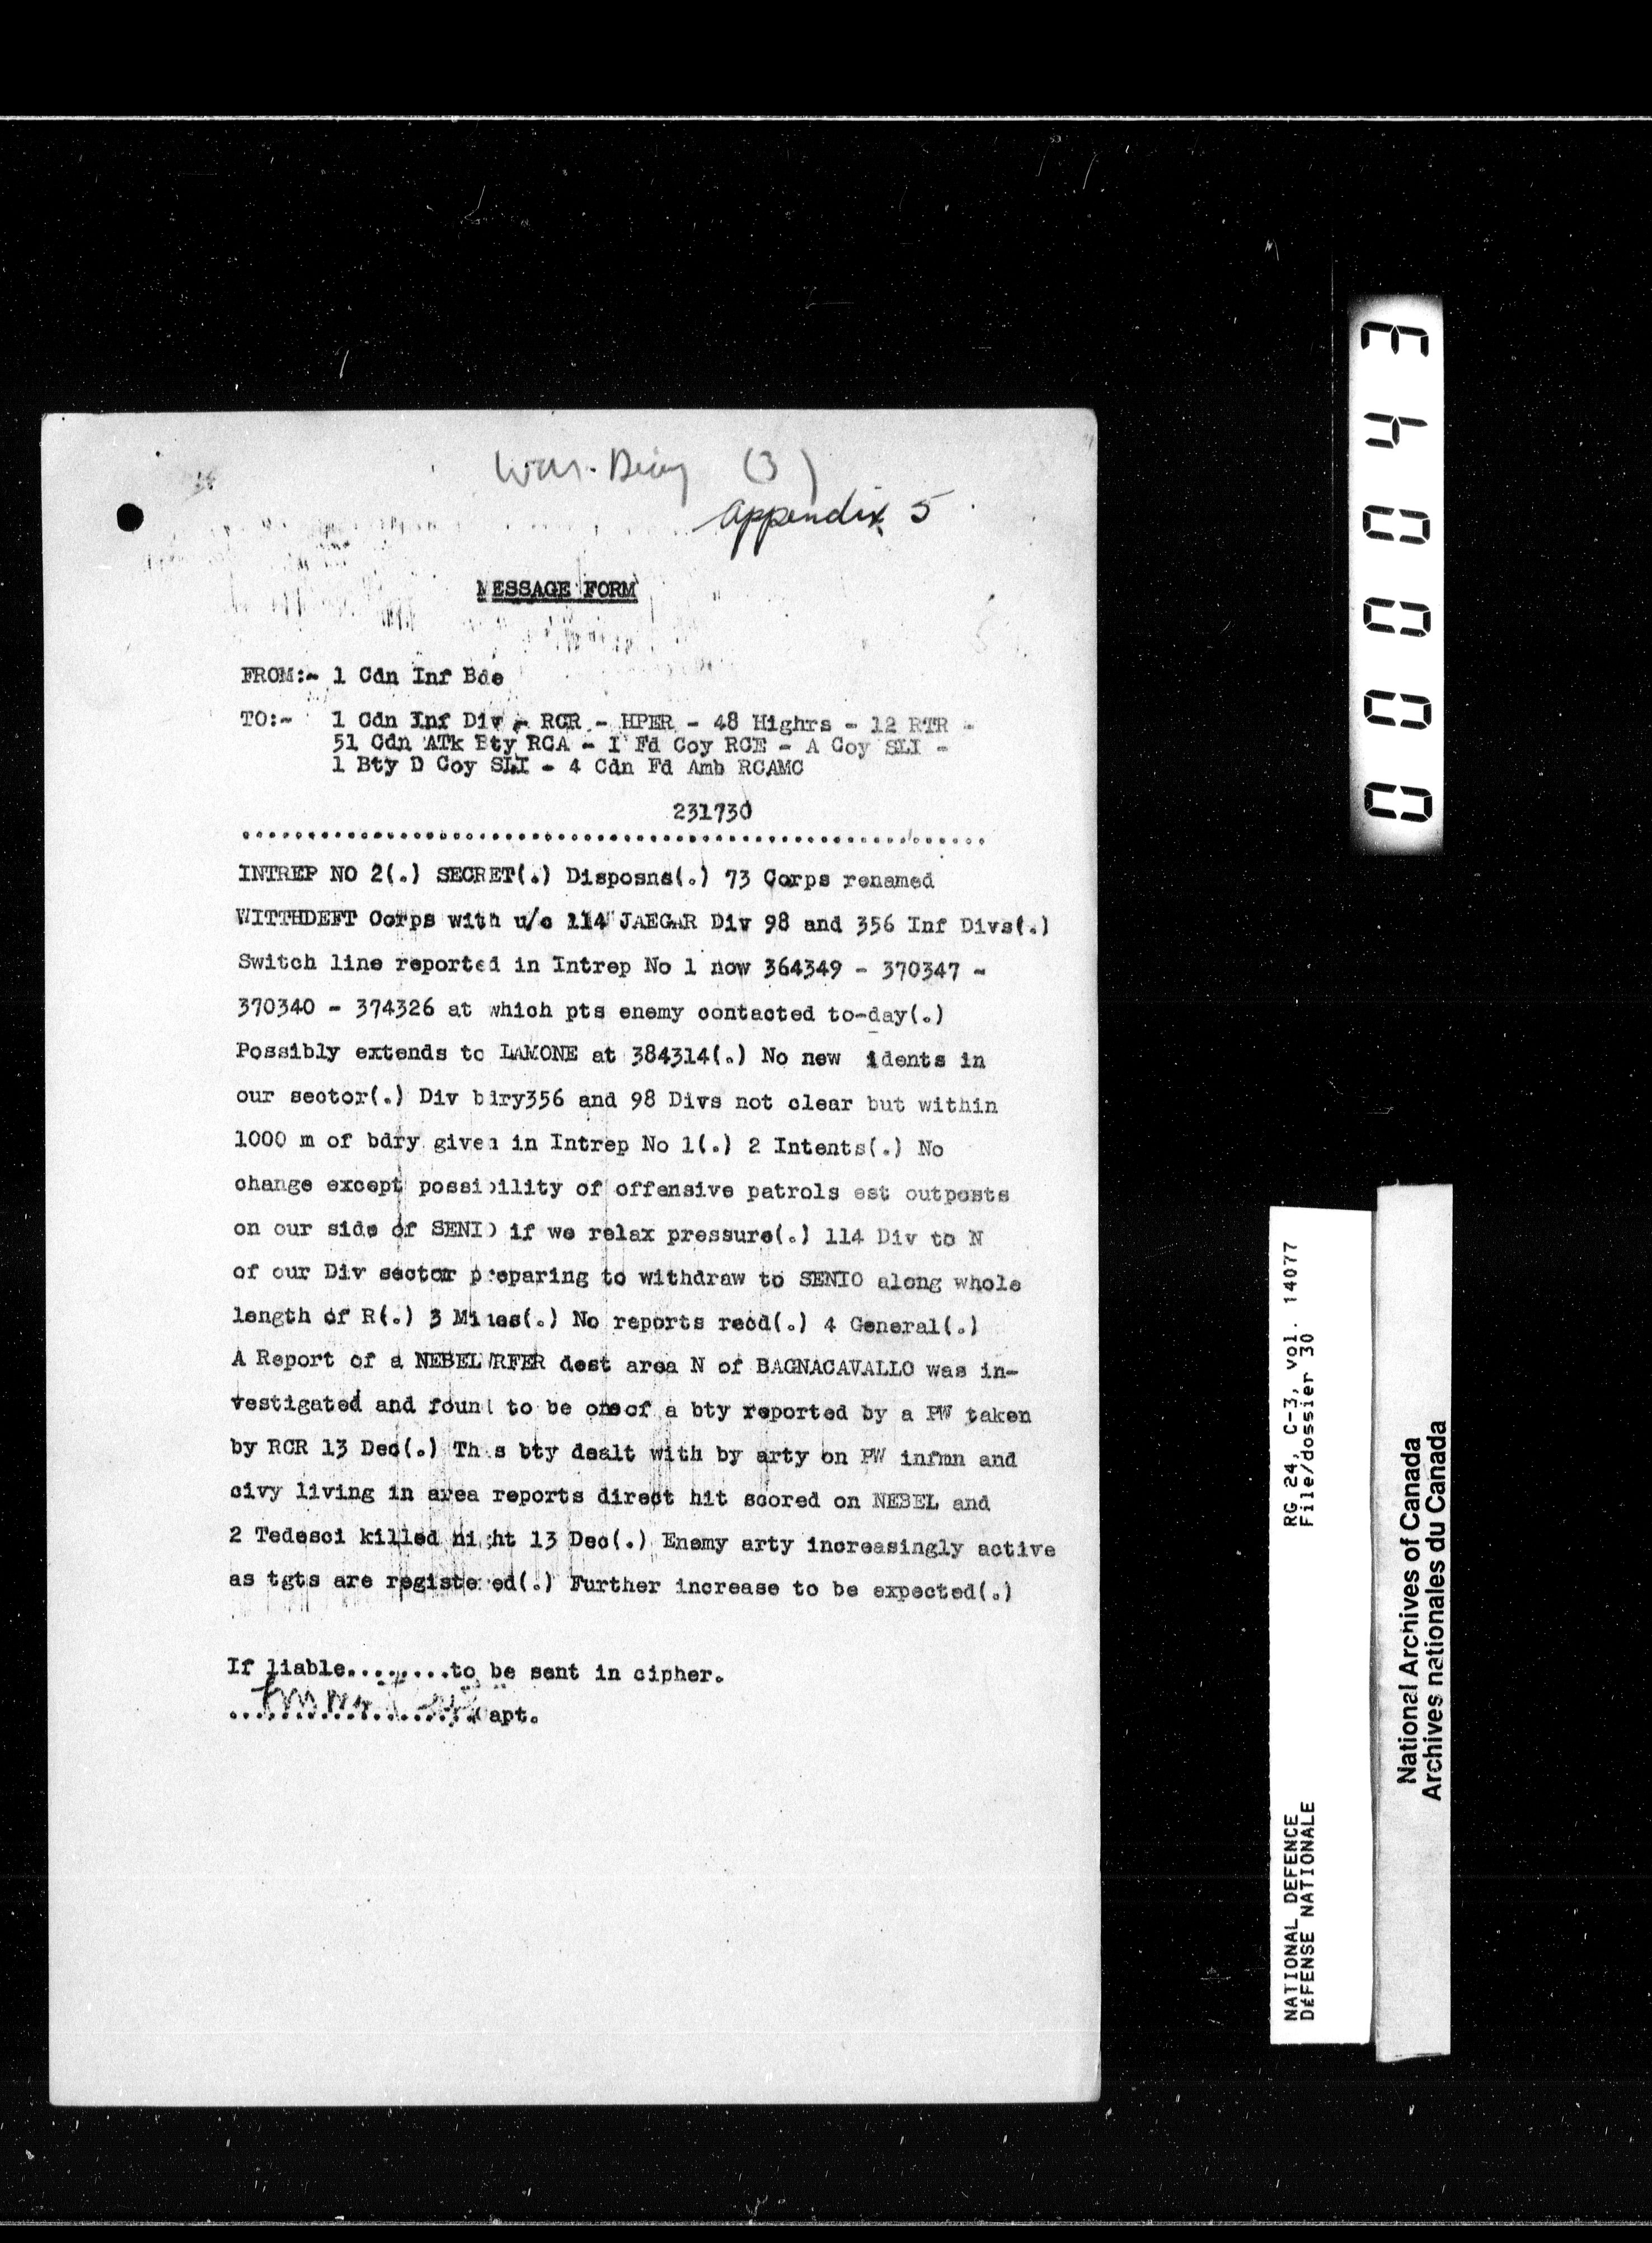 War Diary (3)
Appendix 5
MESSAGE FORM
FROM:- 1 Cdn Inf Bde
TO:- 1 Cdn Inf Div - RCR - HPER - 48 Highrs - 12 RTR -
51 Cdn ATk Bty RCA - 1 Fd Coy RCE - A Coy SLI -
1 Bty D Coy SLI - 4 Cdn Fd Amb RCAMC
231730
INTREP NO 2(.) SECRET(.) Disposns(.) 73 Corps renamed
WITTHDEFT Corps with u/c 114 JAEGAR Div 98 and 356 Inf Divs(.)
Switch line reported in Intrep No 1 now 364349 - 370347 -
370340 - 374326 at which pts enemy contacted to-day(.)
Possibly extends to LAMONE at 384314(.) No new idents in
our sector(.) Div bdry356 and 98 Divs not clear but within
1000 m of bdry given in Intrep No 1(.) 2 Intents(.) No
change except possibility of offensive patrols est outposts
on our side of SENIO if we relax pressure(.) 114 Div to N
of our Div sector preparing to withdraw to SENIO along whole
length of R(.) 3 Mines(.) No reports recd(.) 4 General(.)
A Report of a NEBELWRFER dest area N of BAGNACAVALLO was in-
vestigated and found to be oneof a bty reported by a PW taken
by RCR 13 Dec(.) This bty dealt with by arty on PW infmn and
civy living in area reports direct hit scored on NEBEL and
2 Tedesci killed night 13 Dec(.) Enemy arty increasingly active
as tgts are registered(.) Further increase to be expected(.)
If liable.........to be sent in cipher.
....................Capt.
000043
RG 24, C-3, vol. 14077
File/dossier 30
NATIONAL DEFENCE
DÉFENSE NATIONALE
National Archives of Canada
Archives nationales du Canada